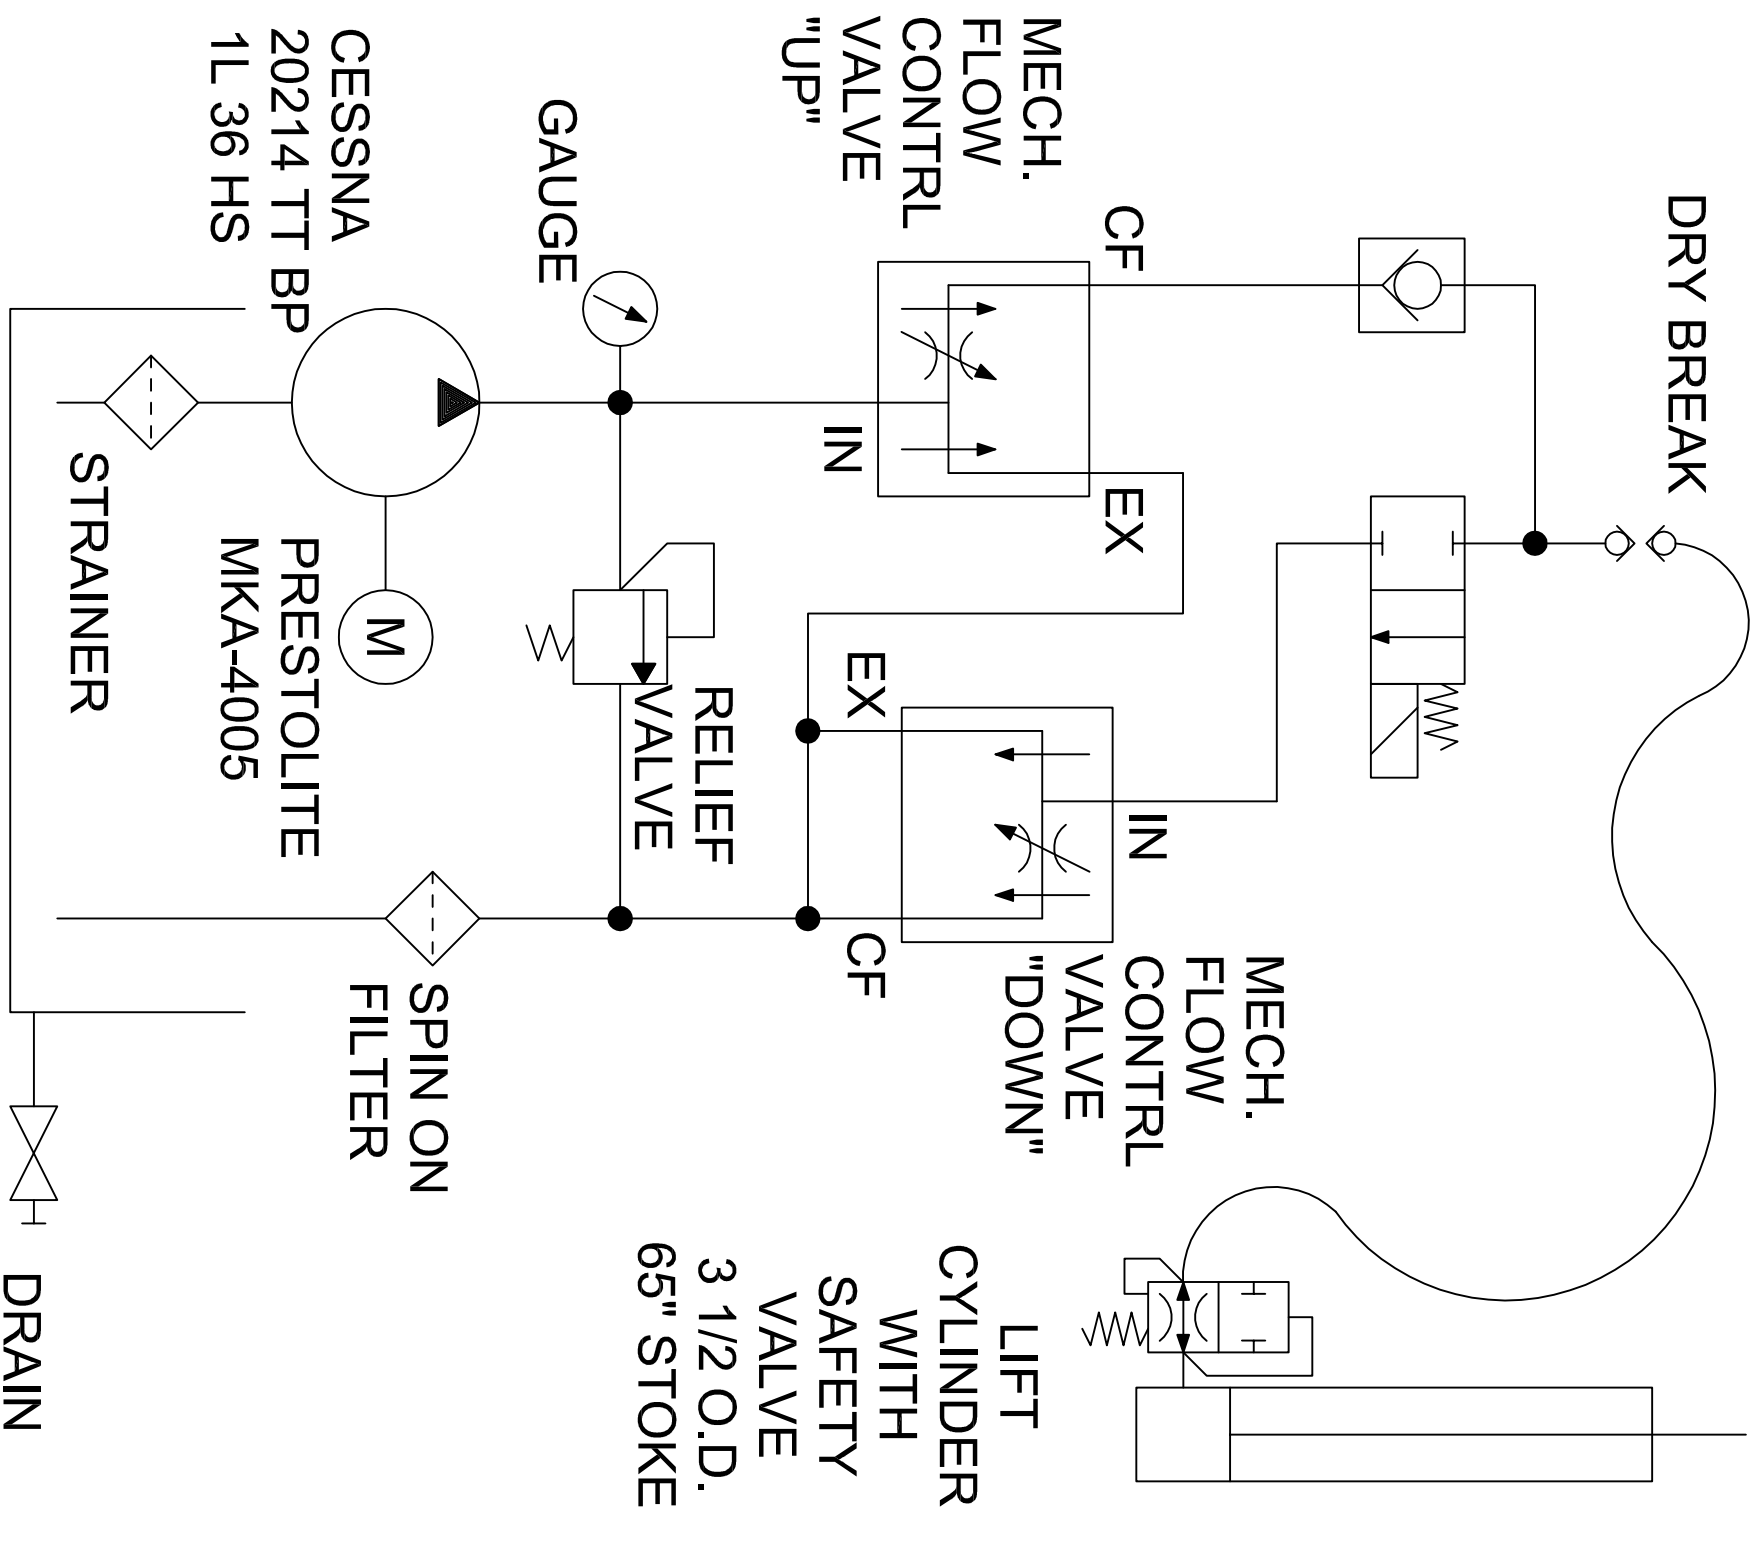 DRY BREAK
MECH.
FLOW
CONTRL
VALVE
"UP"
CF
EX
IN
GAUGE
CESSNA
20214 TT BP
1L 36 HS
STRAINER
PRESTOLITE
MKA-4005
M
RELIEF
VALVE
EX
IN
CF
MECH.
FLOW
CONTRL
VALVE
"DOWN"
SPIN ON
FILTER
LIFT
CYLINDER
WITH
SAFETY
VALVE
3 1/2 O.D.
65" STOKE
DRAIN